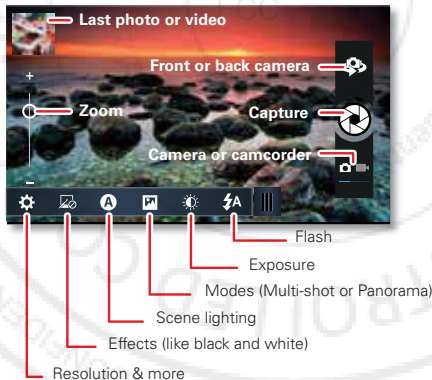 Last photo or video
Front or back camera
Zoom
Capture
Camera or camcorder
A
A
Flash
Exposure
Modes (Multi-shot or Panorama)
Scene lighting
Effects (like black and white)
Resolution & more